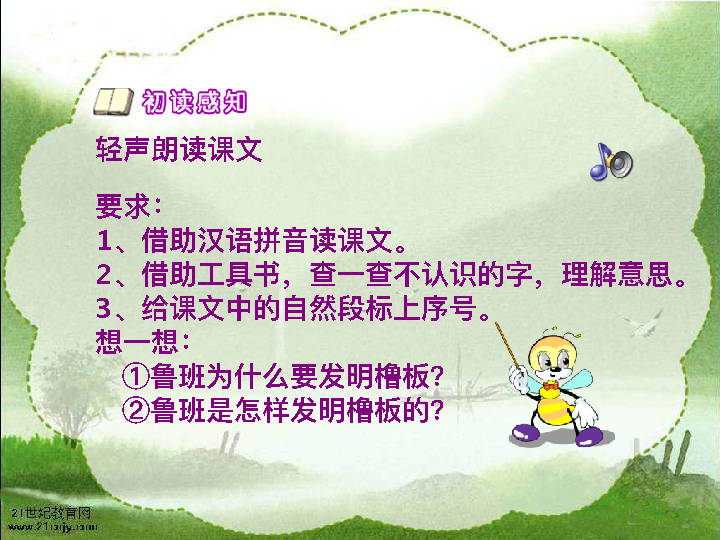 初读感知
轻声朗读课文
要求：
1、借助汉语拼音读课文。
2、借助工具书，查一查不认识的字，理解意思。
3、给课文中的自然段标上序号。
想一想：
①鲁班为什么要发明橹板？
②鲁班是怎样发明橹板的？
21世纪教育网
www.21cnjy.com